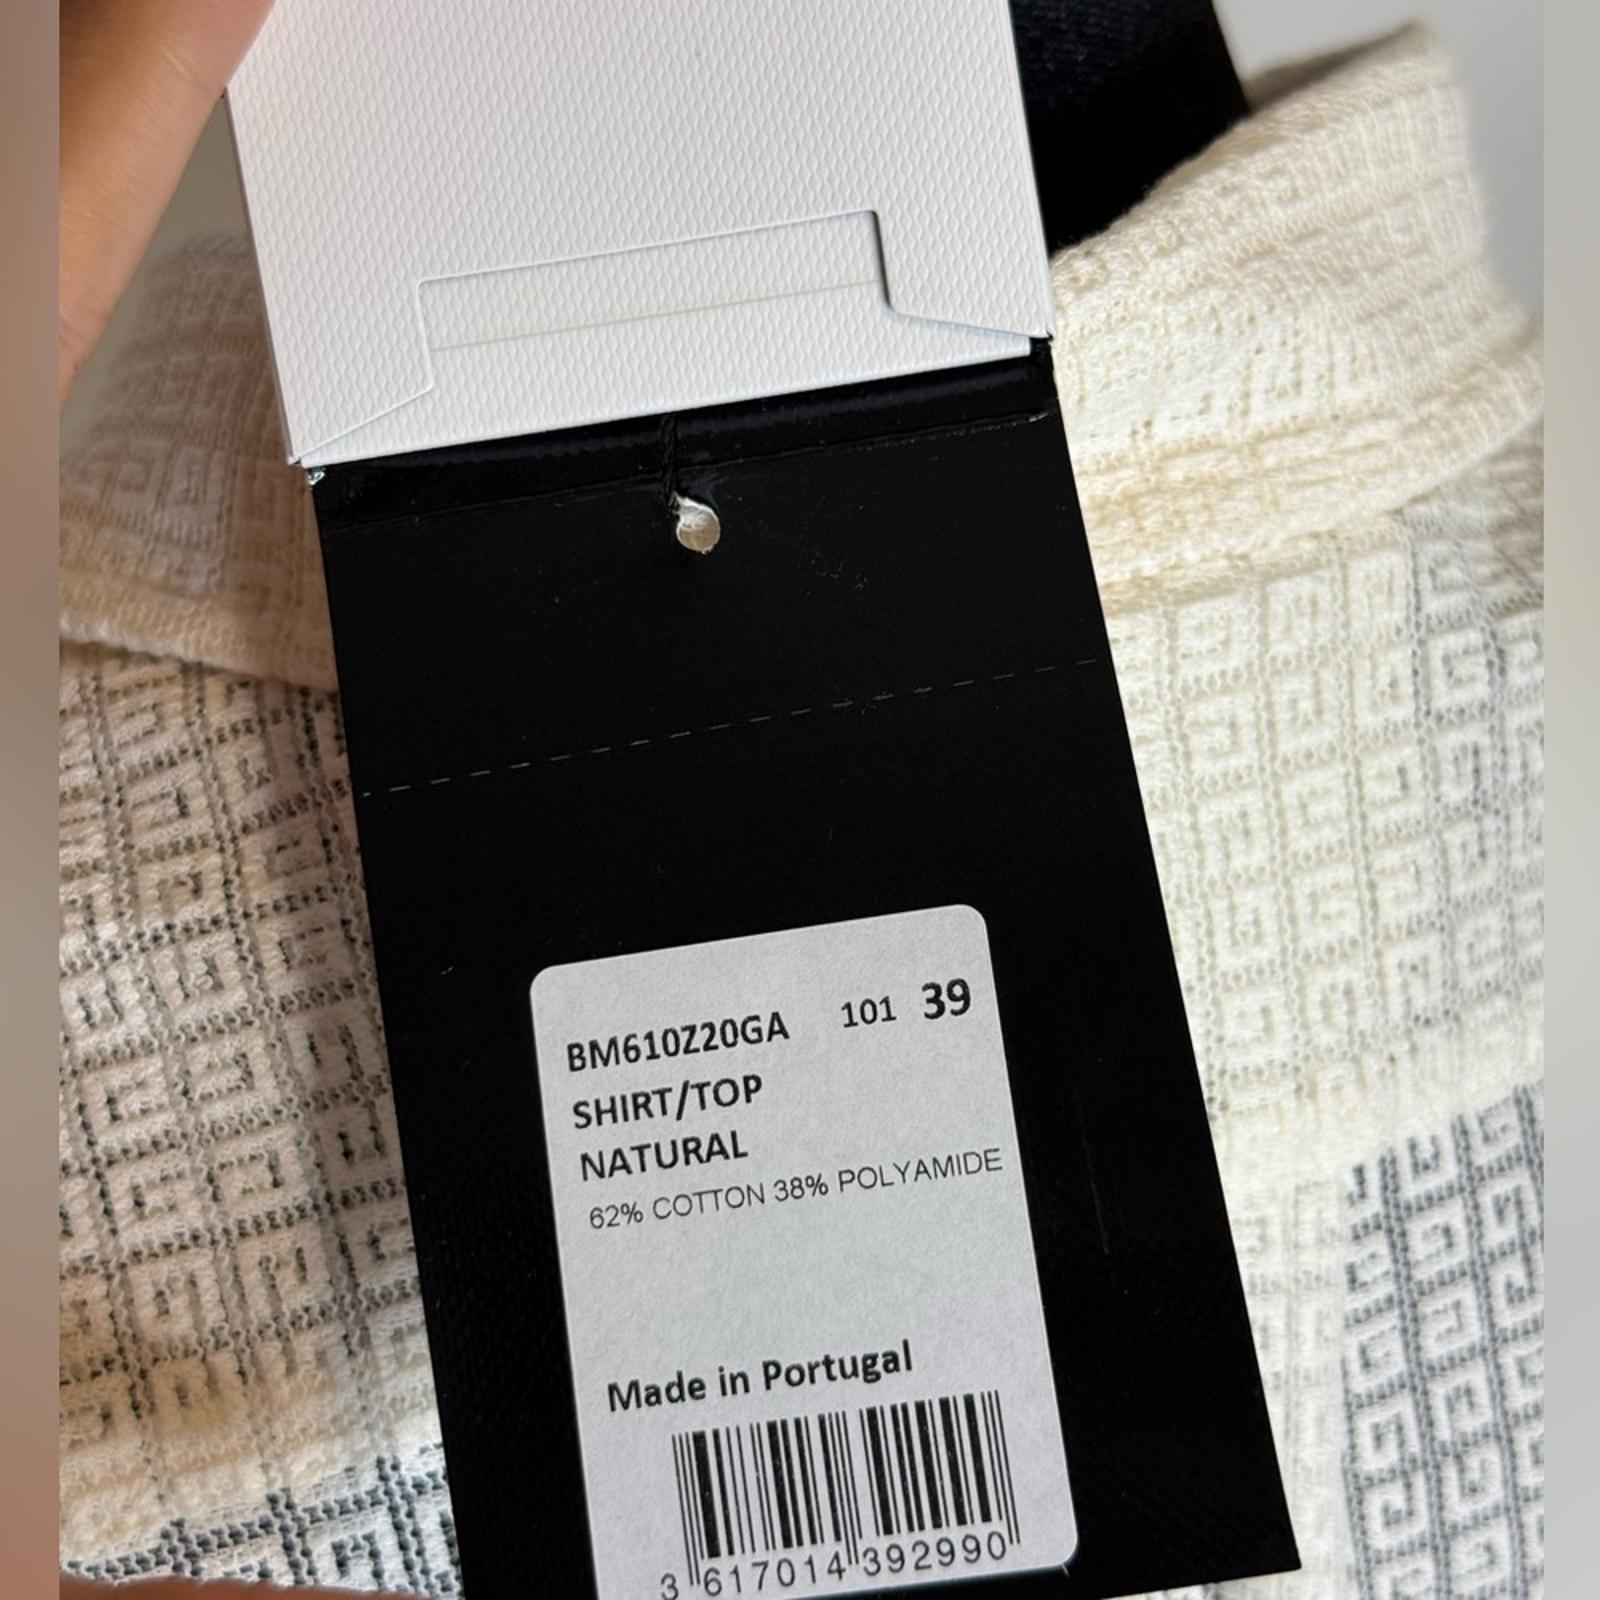 BM610Z20GA 101 39
SHIRT/TOP
NATURAL
62% COTTON 38% POLYAMIDE
Made in Portugal
3 617014 392990